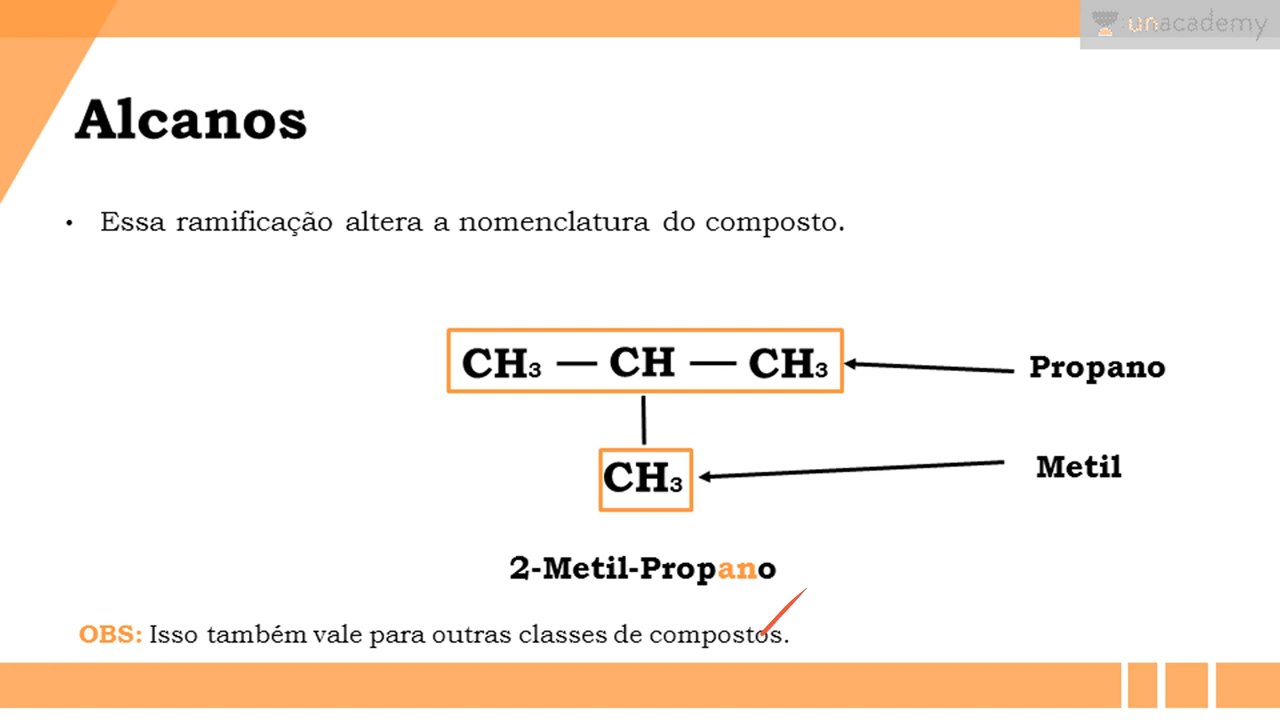 unacademy
Alcanos
• Essa ramificação altera a nomenclatura do composto.
CH₃ — CH — CH₃
Propano
CH₃
Metil
2-Metil-Propano
OBS: Isso também vale para outras classes de compostos.